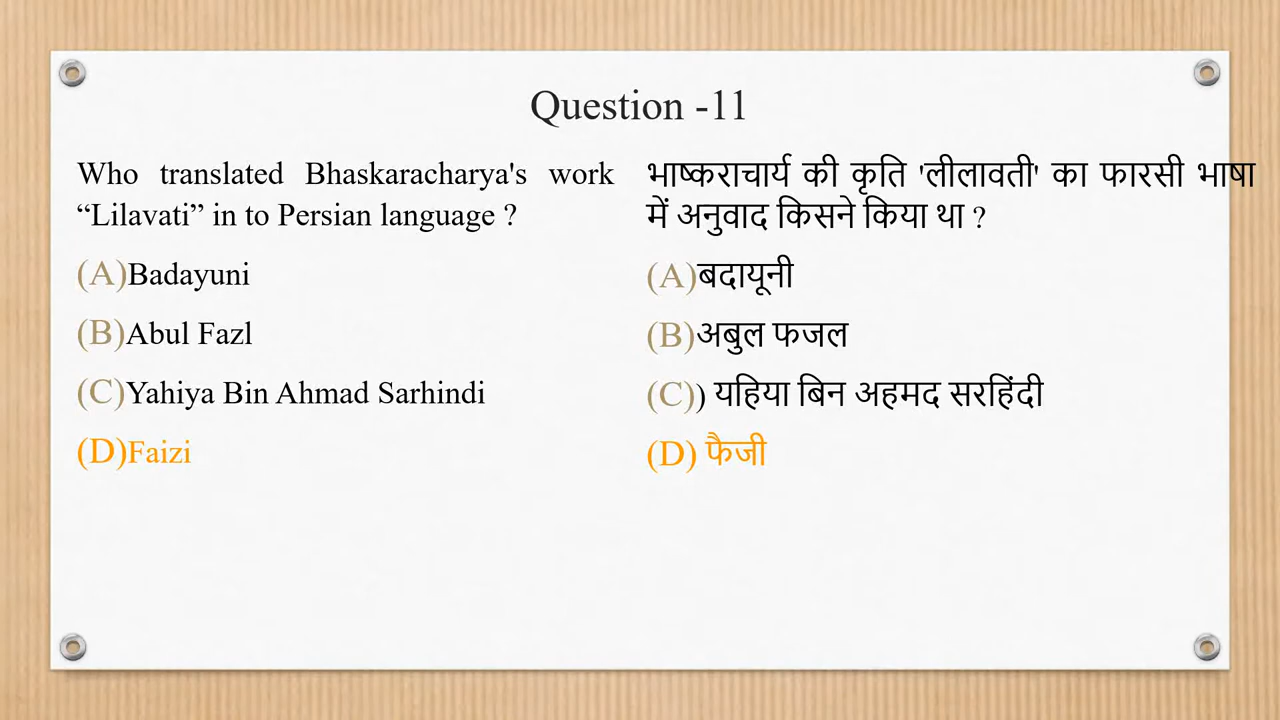 Question -11
Who translated Bhaskaracharya's work
“Lilavati” in to Persian language ?
(A)Badayuni
(B)Abul Fazl
(C)Yahiya Bin Ahmad Sarhindi
(D)Faizi
भाष्कराचार्य की कृति 'लीलावती' का फारसी भाषा
में अनुवाद किसने किया था ?
(A)बदायूनी
(B)अबुल फजल
(C)) यहिया बिन अहमद सरहिंदी
(D) फैजी